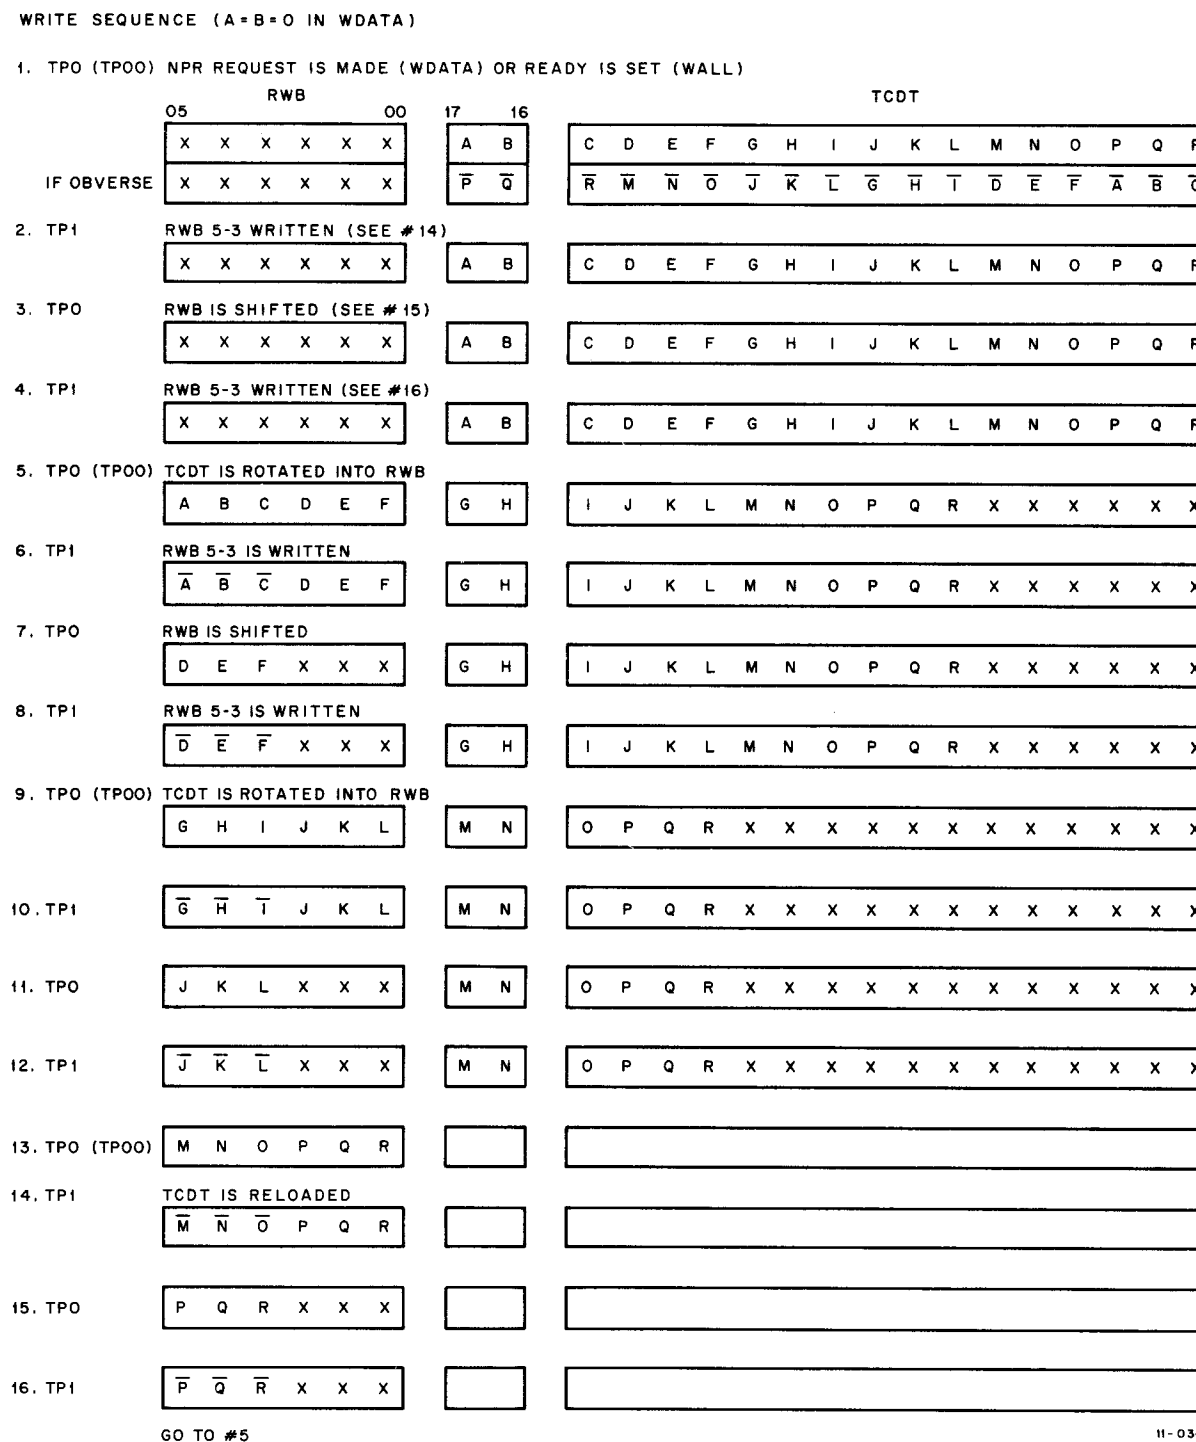 WRITE SEQUENCE (A=B=0 IN WDATA)
1. TP0 (TP00) NPR REQUEST IS MADE (WDATA) OR READY IS SET (WALL)
RWB TCDT
05 00 17 16
X X X X X X A B C D E F G H I J K L M N O P Q
IF OBVERSE X X X X X X P̅ Q̅ R̅ M̅ N̅ O̅ J̅ K̅ L̅ G̅ H̅ I̅ D̅ E̅ F̅ A̅ B̅
2. TP1 RWB 5-3 WRITTEN (SEE #14)
X X X X X X A B C D E F G H I J K L M N O P Q
3. TP0 RWB IS SHIFTED (SEE #15)
X X X X X X A B C D E F G H I J K L M N O P Q
4. TP1 RWB 5-3 WRITTEN (SEE #16)
X X X X X X A B C D E F G H I J K L M N O P Q
5. TP0 (TP00) TCDT IS ROTATED INTO RWB
A B C D E F G H I J K L M N O P Q R X X X X X X
6. TP1 RWB 5-3 IS WRITTEN
A̅ B̅ C̅ D E F G H I J K L M N O P Q R X X X X X X
7. TP0 RWB IS SHIFTED
D E F X X X G H I J K L M N O P Q R X X X X X X
8. TP1 RWB 5-3 IS WRITTEN
D̅ E̅ F̅ X X X G H I J K L M N O P Q R X X X X X X
9. TP0 (TP00) TCDT IS ROTATED INTO RWB
G H I J K L M N O P Q R X X X X X X X X X X X X
10. TP1 G̅ H̅ I̅ J K L M N O P Q R X X X X X X X X X X X X
11. TP0 J K L X X X M N O P Q R X X X X X X X X X X X X
12. TP1 J̅ K̅ L̅ X X X M N O P Q R X X X X X X X X X X X X
13. TP0 (TP00) M N O P Q R
14. TP1 TCDT IS RELOADED
M̅ N̅ O̅ P Q R
15. TP0 P Q R X X X
16. TP1 P̅ Q̅ R̅ X X X
GO TO #5
11-03